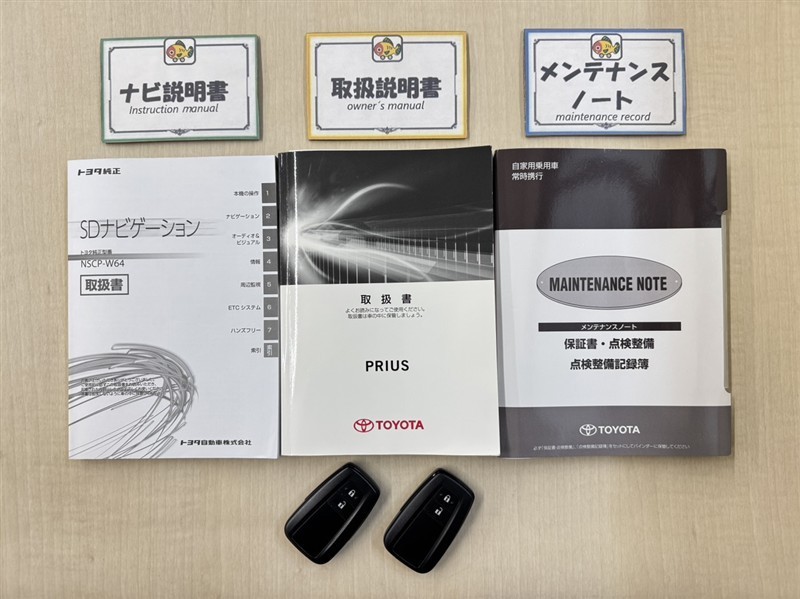 ナビ説明書
Instruction manual
取扱説明書
owner's manual
メンテナンス
ノート
maintenance record
トヨタ純正
SDナビゲーション
トヨタ純正型番
NSCP-W64
取扱書
本機の操作 1
ナビゲーション 2
オーディオ&
ビジュアル 3
情報 4
周辺監視 5
ETCシステム 6
ハンズフリー 7
索引 索引
トヨタ自動車株式会社
取扱書
よくお読みになってご使用ください。
取扱書は車の中に保管しましょう。
PRIUS
TOYOTA
自家用乗用車
常時携行
MAINTENANCE NOTE
メンテナンスノート
保証書・点検整備
点検整備記録簿
TOYOTA